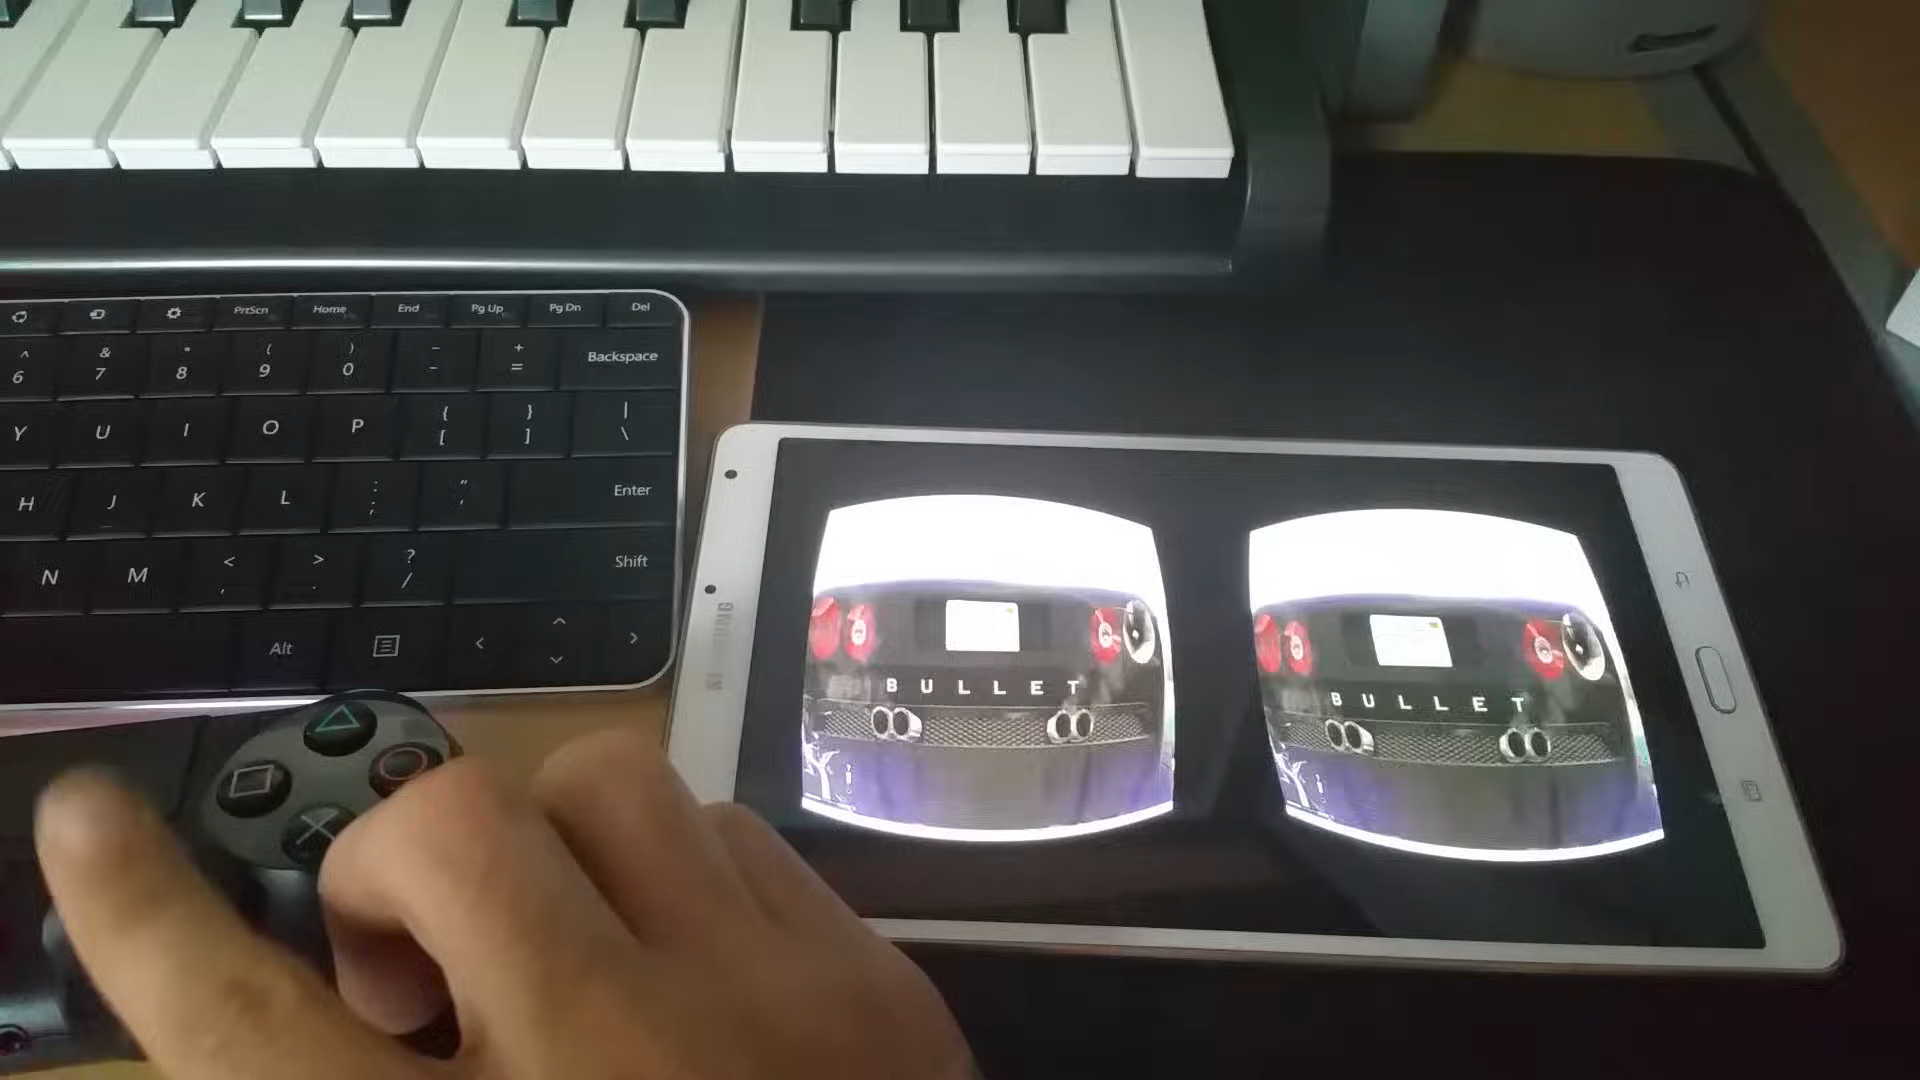 PrtScn Home End Pg Up Pg Dn Del
^ & * ( ) – +
6 7 8 9 0 - = Backspace
{ } |
Y U I O P [ ] \
: "
H J K L ; ' Enter
< > ?
N M , . / Shift
Alt
SAMSUNG
BULLET
BULLET